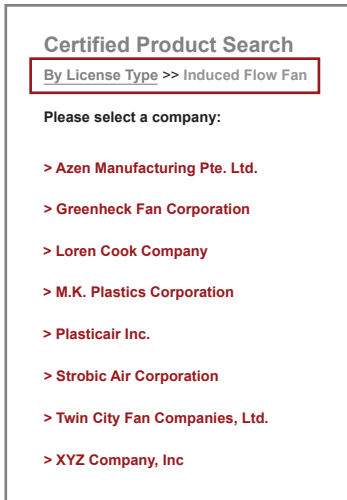 Certified Product Search
By License Type >> Induced Flow Fan
Please select a company:
> Azen Manufacturing Pte. Ltd.
> Greenheck Fan Corporation
> Loren Cook Company
> M.K. Plastics Corporation
> Plasticair Inc.
> Strobic Air Corporation
> Twin City Fan Companies, Ltd.
> XYZ Company, Inc